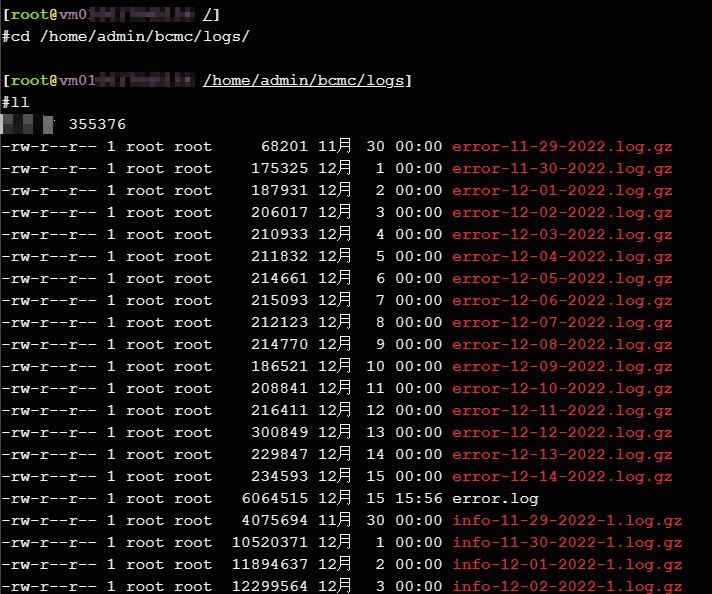 [root@vm01 /]
#cd /home/admin/bcmc/logs/
[root@vm01 /home/admin/bcmc/logs]
#ll
355376
-rw-r--r-- 1 root root 68201 11月 30 00:00 error-11-29-2022.log.gz
-rw-r--r-- 1 root root 175325 12月 1 00:00 error-11-30-2022.log.gz
-rw-r--r-- 1 root root 187931 12月 2 00:00 error-12-01-2022.log.gz
-rw-r--r-- 1 root root 206017 12月 3 00:00 error-12-02-2022.log.gz
-rw-r--r-- 1 root root 210933 12月 4 00:00 error-12-03-2022.log.gz
-rw-r--r-- 1 root root 211832 12月 5 00:00 error-12-04-2022.log.gz
-rw-r--r-- 1 root root 214661 12月 6 00:00 error-12-05-2022.log.gz
-rw-r--r-- 1 root root 215093 12月 7 00:00 error-12-06-2022.log.gz
-rw-r--r-- 1 root root 212123 12月 8 00:00 error-12-07-2022.log.gz
-rw-r--r-- 1 root root 214770 12月 9 00:00 error-12-08-2022.log.gz
-rw-r--r-- 1 root root 186521 12月 10 00:00 error-12-09-2022.log.gz
-rw-r--r-- 1 root root 208841 12月 11 00:00 error-12-10-2022.log.gz
-rw-r--r-- 1 root root 216411 12月 12 00:00 error-12-11-2022.log.gz
-rw-r--r-- 1 root root 300849 12月 13 00:00 error-12-12-2022.log.gz
-rw-r--r-- 1 root root 229847 12月 14 00:00 error-12-13-2022.log.gz
-rw-r--r-- 1 root root 234593 12月 15 00:00 error-12-14-2022.log.gz
-rw-r--r-- 1 root root 6064515 12月 15 15:56 error.log
-rw-r--r-- 1 root root 4075694 11月 30 00:00 info-11-29-2022-1.log.gz
-rw-r--r-- 1 root root 10520371 12月 1 00:00 info-11-30-2022-1.log.gz
-rw-r--r-- 1 root root 11894637 12月 2 00:00 info-12-01-2022-1.log.gz
-rw-r--r-- 1 root root 12299564 12月 3 00:00 info-12-02-2022-1.log.gz